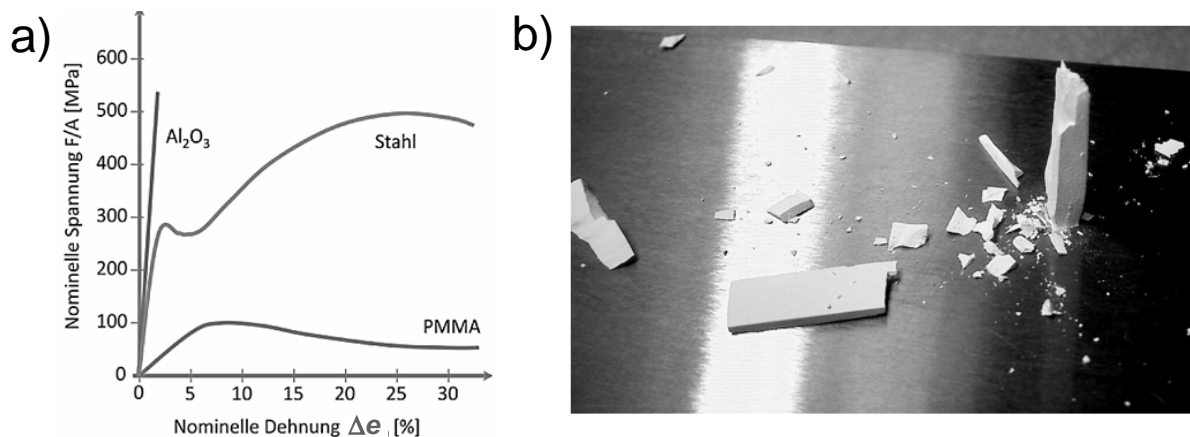 a)
b)
Nominelle Spannung F/A [MPa]
600
500
400
300
200
100
0
Al₂O₃
Stahl
PMMA
0 5 10 15 20 25 30
Nominelle Dehnung Δe [%]